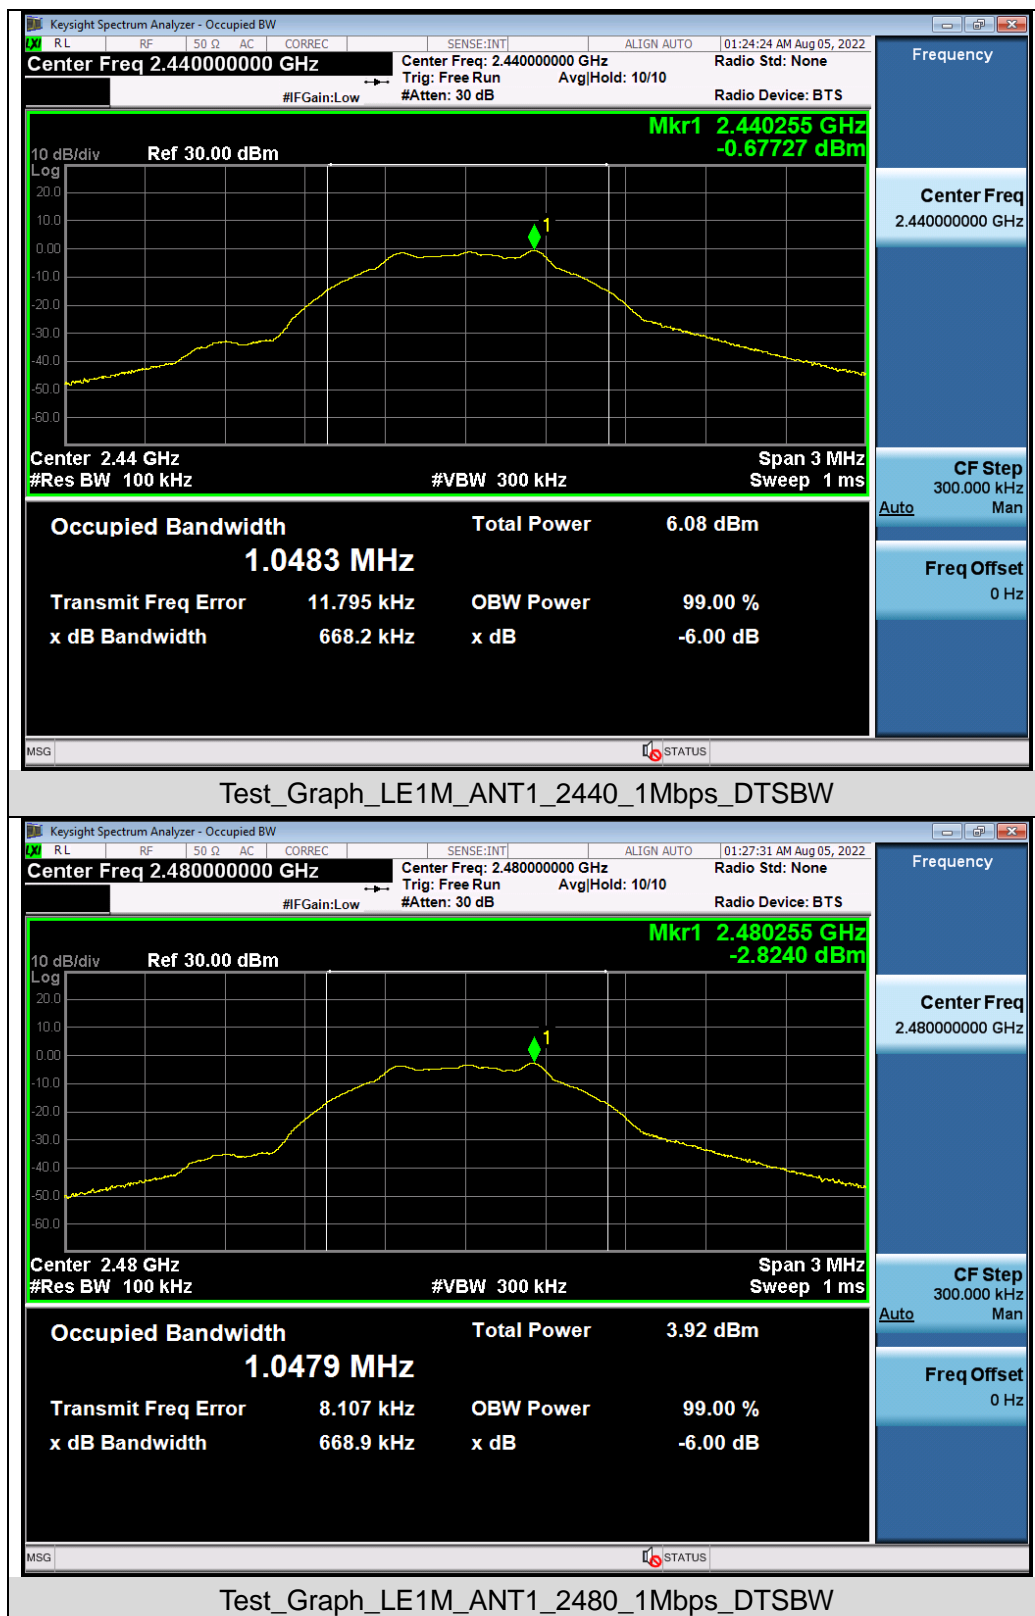 Keysight Spectrum Analyzer - Occupied BW
LXI RL RF 50 Ω AC CORREC SENSE:INT ALIGN AUTO 01:24:24 AM Aug 05, 2022
Center Freq 2.440000000 GHz
Center Freq: 2.440000000 GHz Radio Std: None
Trig: Free Run Avg|Hold: 10/10
#IFGain:Low #Atten: 30 dB Radio Device: BTS
Frequency
Mkr1 2.440255 GHz
-0.67727 dBm
10 dB/div Ref 30.00 dBm
Log
20.0
10.0
0.00
-10.0
-20.0
-30.0
-40.0
-50.0
-60.0
1
Center 2.44 GHz Span 3 MHz
#Res BW 100 kHz #VBW 300 kHz Sweep 1 ms
Center Freq
2.440000000 GHz
CF Step
300.000 kHz
Auto Man
Freq Offset
0 Hz
Occupied Bandwidth Total Power 6.08 dBm
1.0483 MHz
Transmit Freq Error 11.795 kHz OBW Power 99.00 %
x dB Bandwidth 668.2 kHz x dB -6.00 dB
MSG STATUS
Test_Graph_LE1M_ANT1_2440_1Mbps_DTSBW
Keysight Spectrum Analyzer - Occupied BW
LXI RL RF 50 Ω AC CORREC SENSE:INT ALIGN AUTO 01:27:31 AM Aug 05, 2022
Center Freq 2.480000000 GHz
Center Freq: 2.480000000 GHz Radio Std: None
Trig: Free Run Avg|Hold: 10/10
#IFGain:Low #Atten: 30 dB Radio Device: BTS
Frequency
Mkr1 2.480255 GHz
-2.8240 dBm
10 dB/div Ref 30.00 dBm
Log
20.0
10.0
0.00
-10.0
-20.0
-30.0
-40.0
-50.0
-60.0
1
Center 2.48 GHz Span 3 MHz
#Res BW 100 kHz #VBW 300 kHz Sweep 1 ms
Center Freq
2.480000000 GHz
CF Step
300.000 kHz
Auto Man
Freq Offset
0 Hz
Occupied Bandwidth Total Power 3.92 dBm
1.0479 MHz
Transmit Freq Error 8.107 kHz OBW Power 99.00 %
x dB Bandwidth 668.9 kHz x dB -6.00 dB
MSG STATUS
Test_Graph_LE1M_ANT1_2480_1Mbps_DTSBW